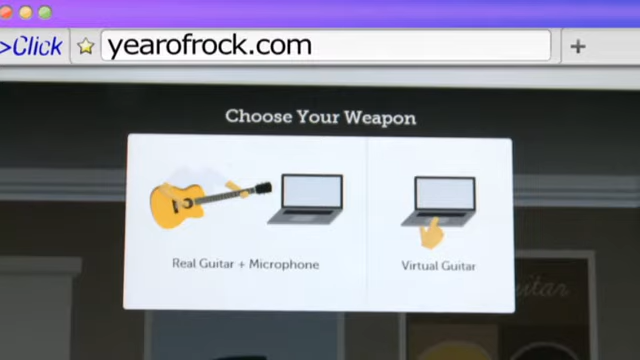 >Click
yearofrock.com
Choose Your Weapon
Real Guitar + Microphone
Virtual Guitar